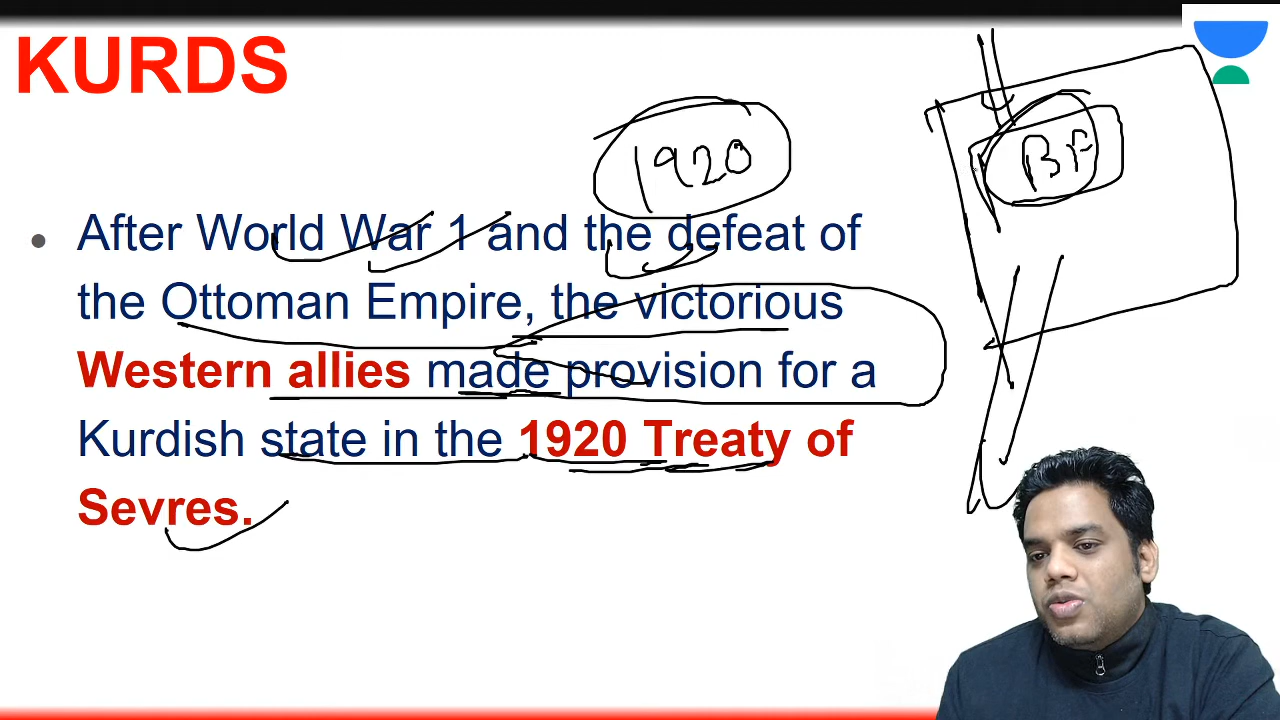 KURDS
1920
BF
• After World War 1 and the defeat of
the Ottoman Empire, the victorious
Western allies made provision for a
Kurdish state in the 1920 Treaty of
Sevres.